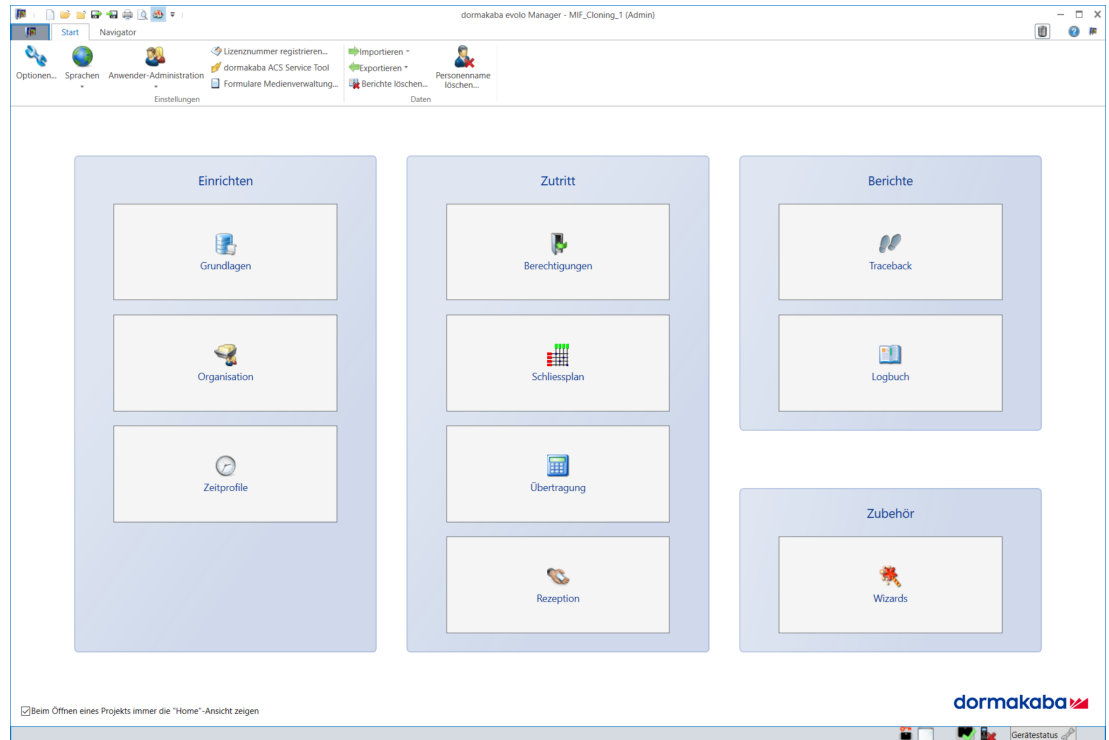 dormakaba evolo Manager - MIF_Cloning_1 (Admin)
Start Navigator
Optionen...
Sprachen
Anwender-Administration
Lizenznummer registrieren...
dormakaba ACS Service Tool
Formulare Medienverwaltung...
Einstellungen
Importieren
Exportieren
Berichte löschen...
Personenname
löschen...
Daten
Einrichten
Grundlagen
Organisation
Zeitprofile
Zutritt
Berechtigungen
Schliessplan
Übertragung
Rezeption
Berichte
Traceback
Logbuch
Zubehör
Wizards
Beim Öffnen eines Projekts immer die "Home"-Ansicht zeigen
dormakaba
Gerätestatus